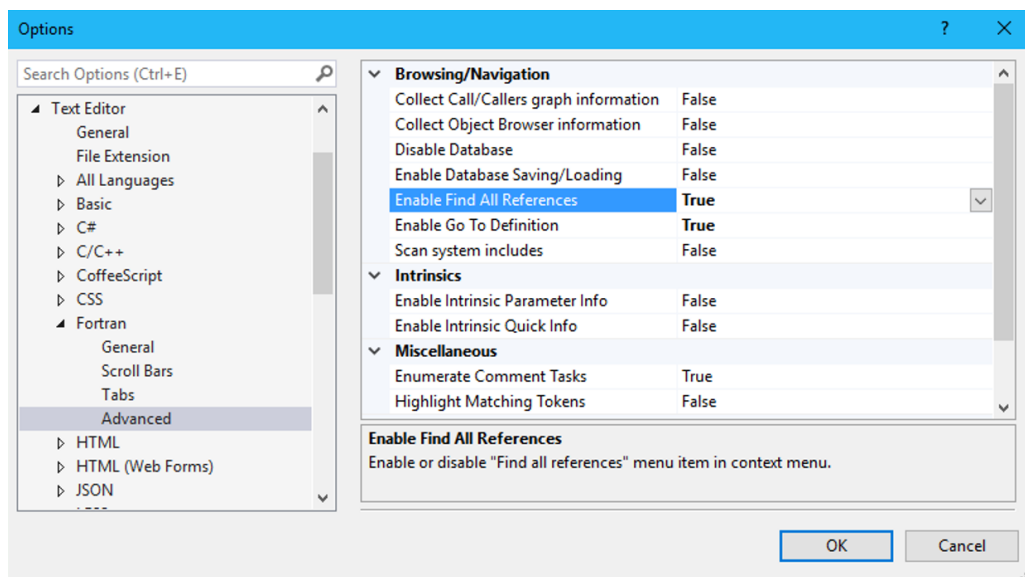 Options
?
Search Options (Ctrl+E)
Text Editor
General
File Extension
All Languages
Basic
C#
C/C++
CoffeeScript
CSS
Fortran
General
Scroll Bars
Tabs
Advanced
HTML
HTML (Web Forms)
JSON
Browsing/Navigation
Collect Call/Callers graph information False
Collect Object Browser information False
Disable Database False
Enable Database Saving/Loading False
Enable Find All References True
Enable Go To Definition True
Scan system includes False
Intrinsics
Enable Intrinsic Parameter Info False
Enable Intrinsic Quick Info False
Miscellaneous
Enumerate Comment Tasks True
Highlight Matching Tokens False
Enable Find All References
Enable or disable "Find all references" menu item in context menu.
OK Cancel